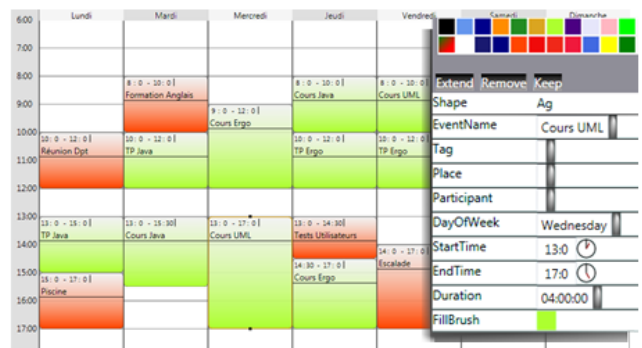 Lundi Mardi Mercredi Jeudi Vendred Samedi Dimanche
6:00
7:00
8:00
8: 0 - 10: 0 8: 0 - 10: 0 8: 0 - 10: 0
Formation Anglais Cours Java Cours UML
9:00
9: 0 - 12: 0
Cours Ergo
10:00
10: 0 - 12: 0 10: 0 - 12: 0 10: 0 - 12: 0 10: 0 - 12: 0
Réunion Dpt TP Java TP Ergo TP Ergo
11:00
12:00
13:00
13: 0 - 15: 0 13: 0 - 15:30 13: 0 - 17: 0 13: 0 - 14:30
TP Java Cours Java Cours UML Tests Utilisateurs
14:00
14: 0 - 17: 0
Escalade
14:30 - 17: 0
Cours Ergo
15:00
15: 0 - 17: 0
Piscine
16:00
17:00
Extend Remove Keep
Shape Ag
EventName Cours UML
Tag
Place
Participant
DayOfWeek Wednesday
StartTime 13:0
EndTime 17:0
Duration 04:00:00
FillBrush